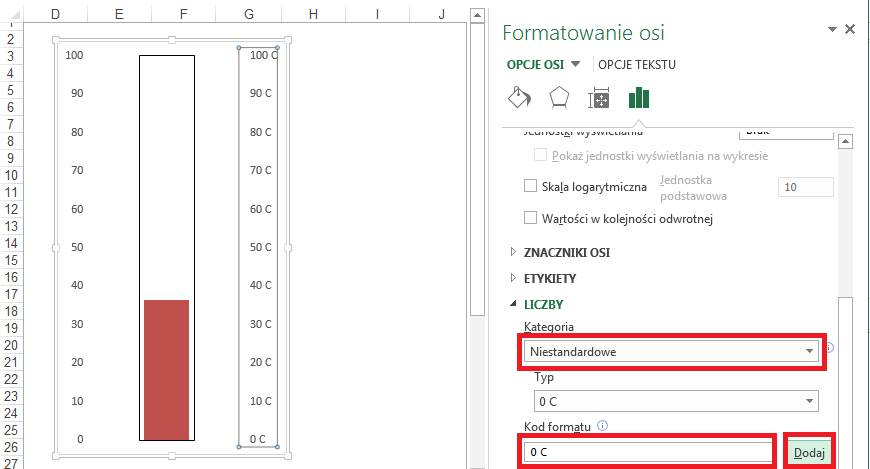 D E F G H I J
2
3
4
5
6
7
8
9
10
11
12
13
14
15
16
17
18
19
20
21
22
23
24
25
26
27
100 100 C
90 90 C
80 80 C
70 70 C
60 60 C
50 50 C
40 40 C
30 30 C
20 20 C
10 10 C
0 0 C
Formatowanie osi
OPCJE OSI OPCJE TEKSTU
Jednostki wyświetlania Brak
Pokaż jednostki wyświetlania na wykresie
Skala logarytmiczna Jednostka podstawowa 10
Wartości w kolejności odwrotnej
ZNACZNIKI OSI
ETYKIETY
LICZBY
Kategoria
Niestandardowe
Typ
0 C
Kod formatu
0 C Dodaj